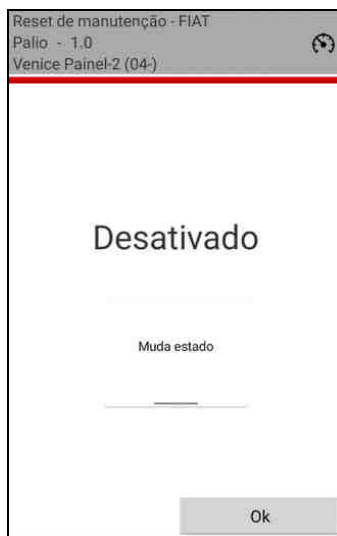 Reset de manutenção - FIAT
Palio - 1.0
Venice Painel-2 (04-)
Desativado
Muda estado
Ok